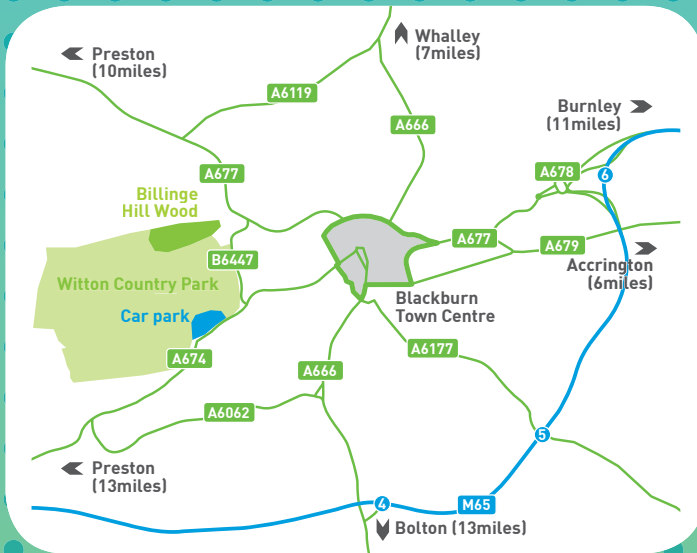 Whalley
(7miles)
Preston
(10miles)
A6119
Burnley
(11miles)
A666
A678
6
A677
Billinge
Hill Wood
A677
A679
B6447
Accrington
(6miles)
Witton Country Park
Blackburn
Town Centre
Car park
A6177
A674
A666
A6062
5
Preston
(13miles)
4
M65
Bolton (13miles)